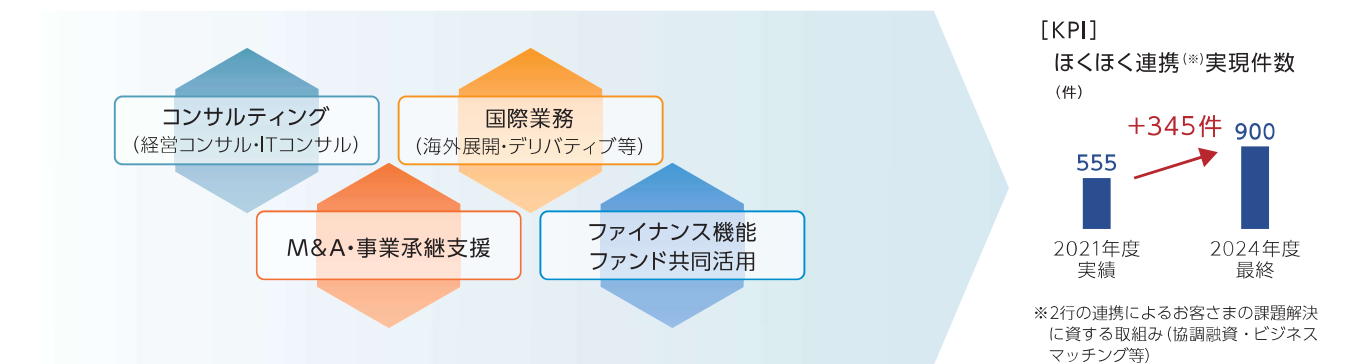 コンサルティング
(経営コンサル・ITコンサル)
国際業務
(海外展開・デリバティブ等)
M&A・事業承継支援
ファイナンス機能
ファンド共同活用
[KPI]
ほくほく連携(※)実現件数
(件)
+345件
555
900
2021年度
実績
2024年度
最終
※2行の連携によるお客さまの課題解決
に資する取組み(協調融資・ビジネス
マッチング等)